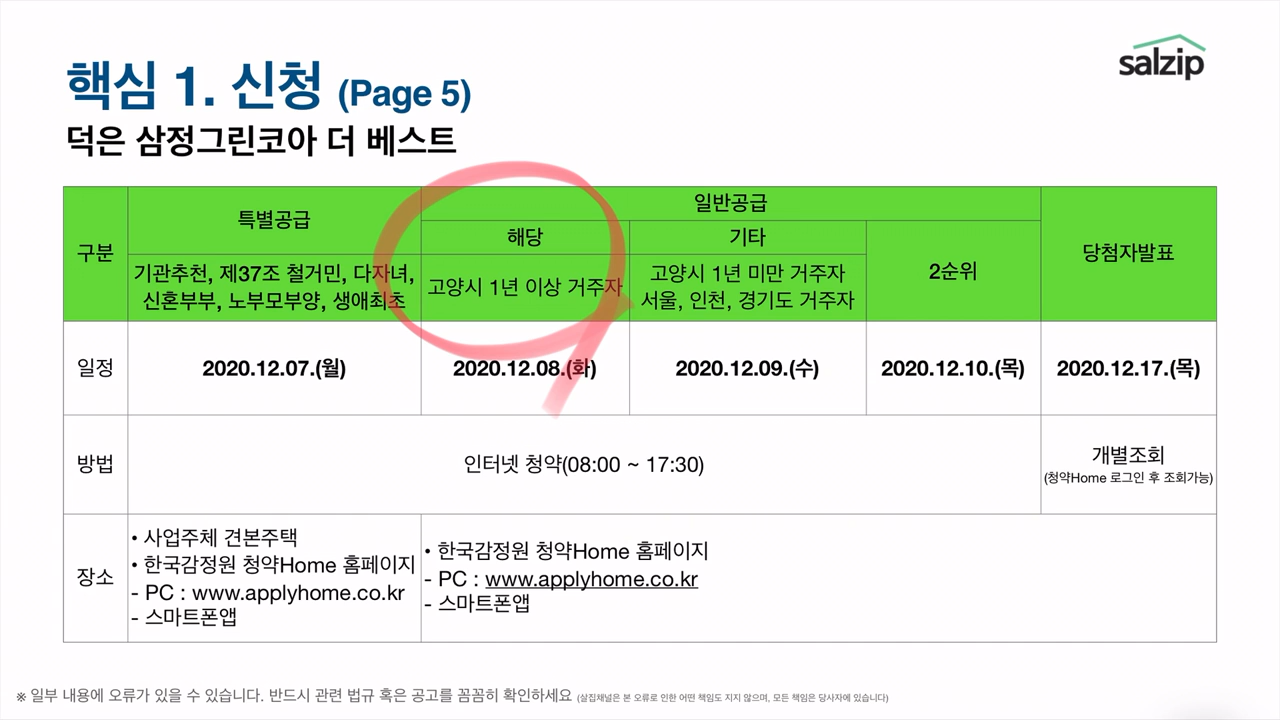 salzip
핵심 1. 신청 (Page 5)
덕은 삼정그린코아 더 베스트
구분
특별공급
기관추천, 제37조 철거민, 다자녀,
신혼부부, 노부모부양, 생애최초
일반공급
해당
고양시 1년 이상 거주자
기타
고양시 1년 미만 거주자
서울, 인천, 경기도 거주자
2순위
당첨자발표
일정
2020.12.07.(월)
2020.12.08.(화)
2020.12.09.(수)
2020.12.10.(목)
2020.12.17.(목)
방법
인터넷 청약(08:00 ~ 17:30)
개별조회
(청약Home 로그인 후 조회가능)
장소
• 사업주체 견본주택
• 한국감정원 청약Home 홈페이지
- PC : www.applyhome.co.kr
- 스마트폰앱
• 한국감정원 청약Home 홈페이지
- PC : www.applyhome.co.kr
- 스마트폰앱
※ 일부 내용에 오류가 있을 수 있습니다. 반드시 관련 법규 혹은 공고를 꼼꼼히 확인하세요 (살집채널은 본 오류로 인한 어떤 책임도 지지 않으며, 모든 책임은 당사자에 있습니다)